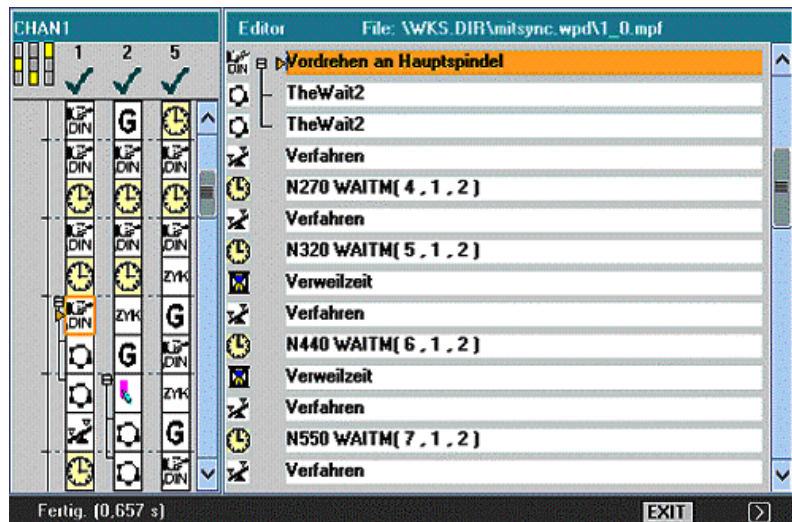 CHAN1
Editor File: \WKS.DIR\mitsync.wpd\1_0.mpf
1 2 5
DIN Vordrehen an Hauptspindel
TheWait2
TheWait2
Verfahren
N270 WAITM( 4 , 1 , 2 )
Verfahren
N320 WAITM( 5 , 1 , 2 )
Verweilzeit
Verfahren
N440 WAITM( 6 , 1 , 2 )
Verweilzeit
Verfahren
N550 WAITM( 7 , 1 , 2 )
Verfahren
DIN G
DIN DIN DIN
DIN DIN DIN
ZYK
DIN ZYK G
G DIN
ZYK
G
DIN
Fertig. (0,657 s) EXIT